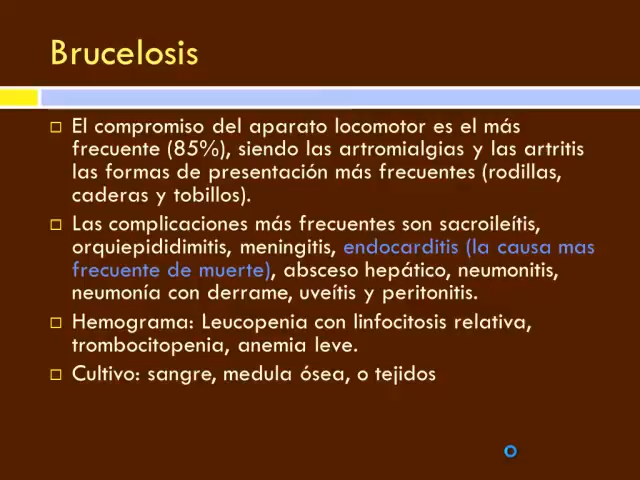 Brucelosis
El compromiso del aparato locomotor es el más
frecuente (85%), siendo las artromialgias y las artritis
las formas de presentación más frecuentes (rodillas,
caderas y tobillos).
Las complicaciones más frecuentes son sacroileítis,
orquiepididimitis, meningitis, endocarditis (la causa mas
frecuente de muerte), absceso hepático, neumonitis,
neumonía con derrame, uveítis y peritonitis.
Hemograma: Leucopenia con linfocitosis relativa,
trombocitopenia, anemia leve.
Cultivo: sangre, medula ósea, o tejidos